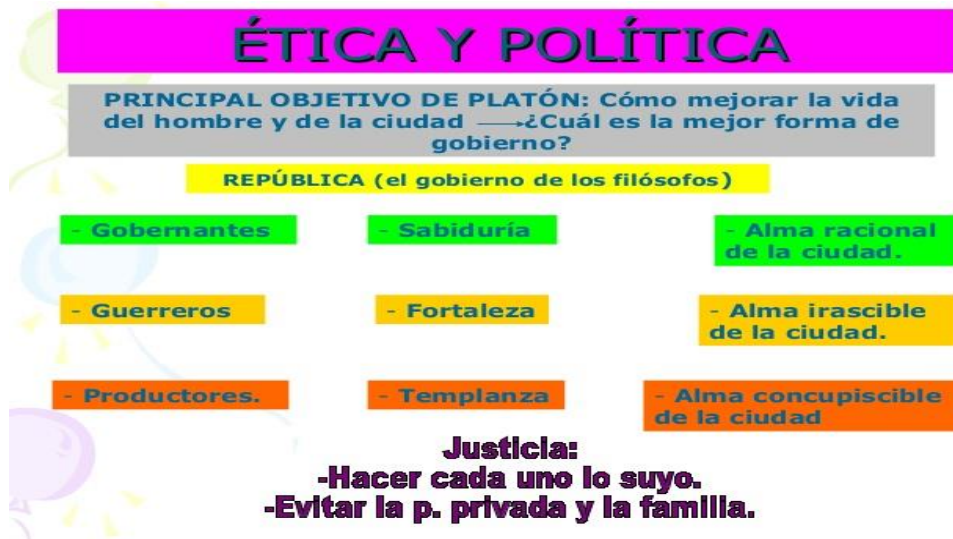 ÉTICA Y POLÍTICA
PRINCIPAL OBJETIVO DE PLATÓN: Cómo mejorar la vida
del hombre y de la ciudad →¿Cuál es la mejor forma de
gobierno?
REPÚBLICA (el gobierno de los filósofos)
- Gobernantes
- Sabiduría
- Alma racional
de la ciudad.
- Guerreros
- Fortaleza
- Alma irascible
de la ciudad.
- Productores.
- Templanza
- Alma concupiscible
de la ciudad
Justicia:
-Hacer cada uno lo suyo.
-Evitar la p. privada y la familia.